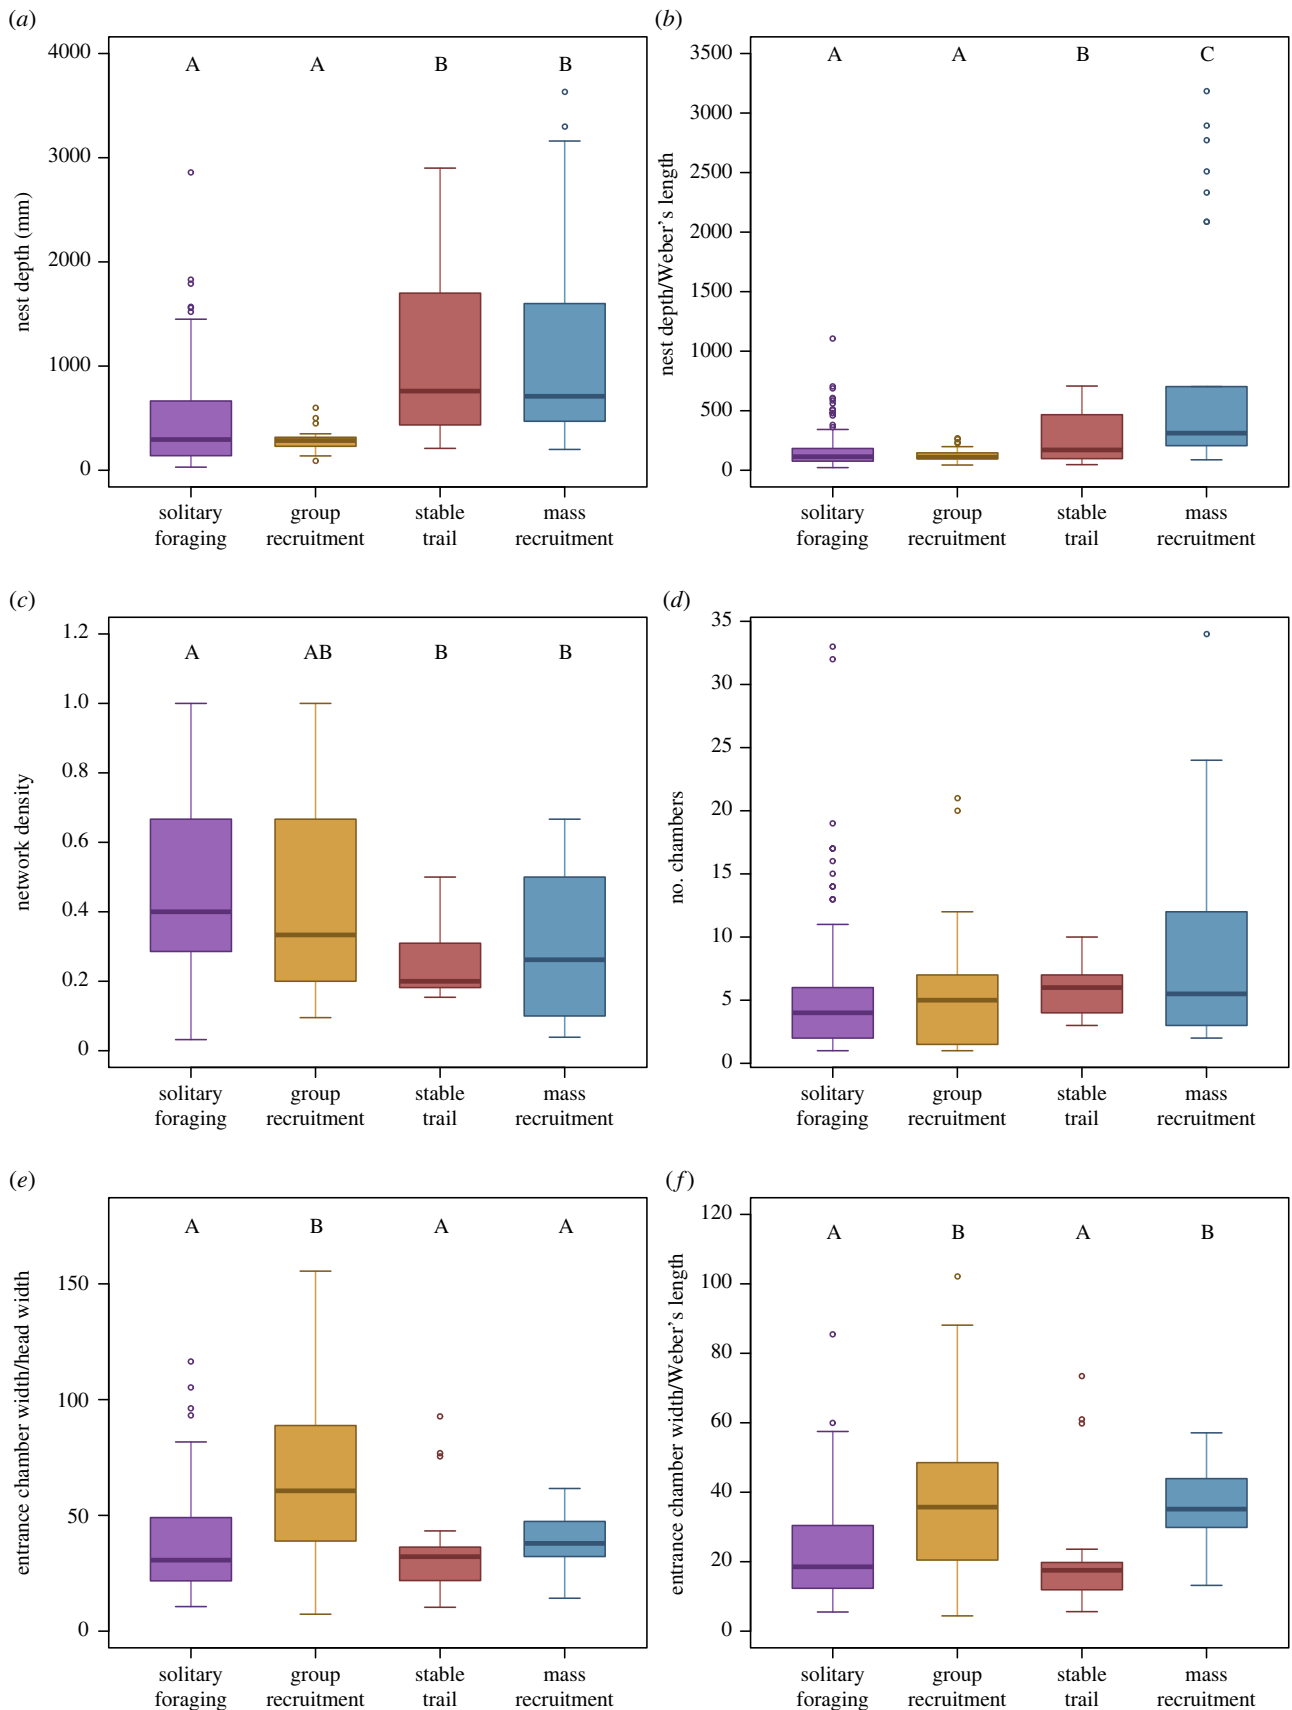 (a)
4000
3000
2000
1000
0
nest depth (mm)
A A B B
solitary foraging
group recruitment
stable trail
mass recruitment
(b)
3500
3000
2500
2000
1500
1000
500
0
nest depth/Weber's length
A A B C
solitary foraging
group recruitment
stable trail
mass recruitment
(c)
1.2
1.0
0.8
0.6
0.4
0.2
0
network density
A AB B B
solitary foraging
group recruitment
stable trail
mass recruitment
(d)
35
30
25
20
15
10
5
0
no. chambers
solitary foraging
group recruitment
stable trail
mass recruitment
(e)
150
100
50
0
entrance chamber width/head width
A B A A
solitary foraging
group recruitment
stable trail
mass recruitment
(f)
120
100
80
60
40
20
0
entrance chamber width/Weber's length
A B A B
solitary foraging
group recruitment
stable trail
mass recruitment